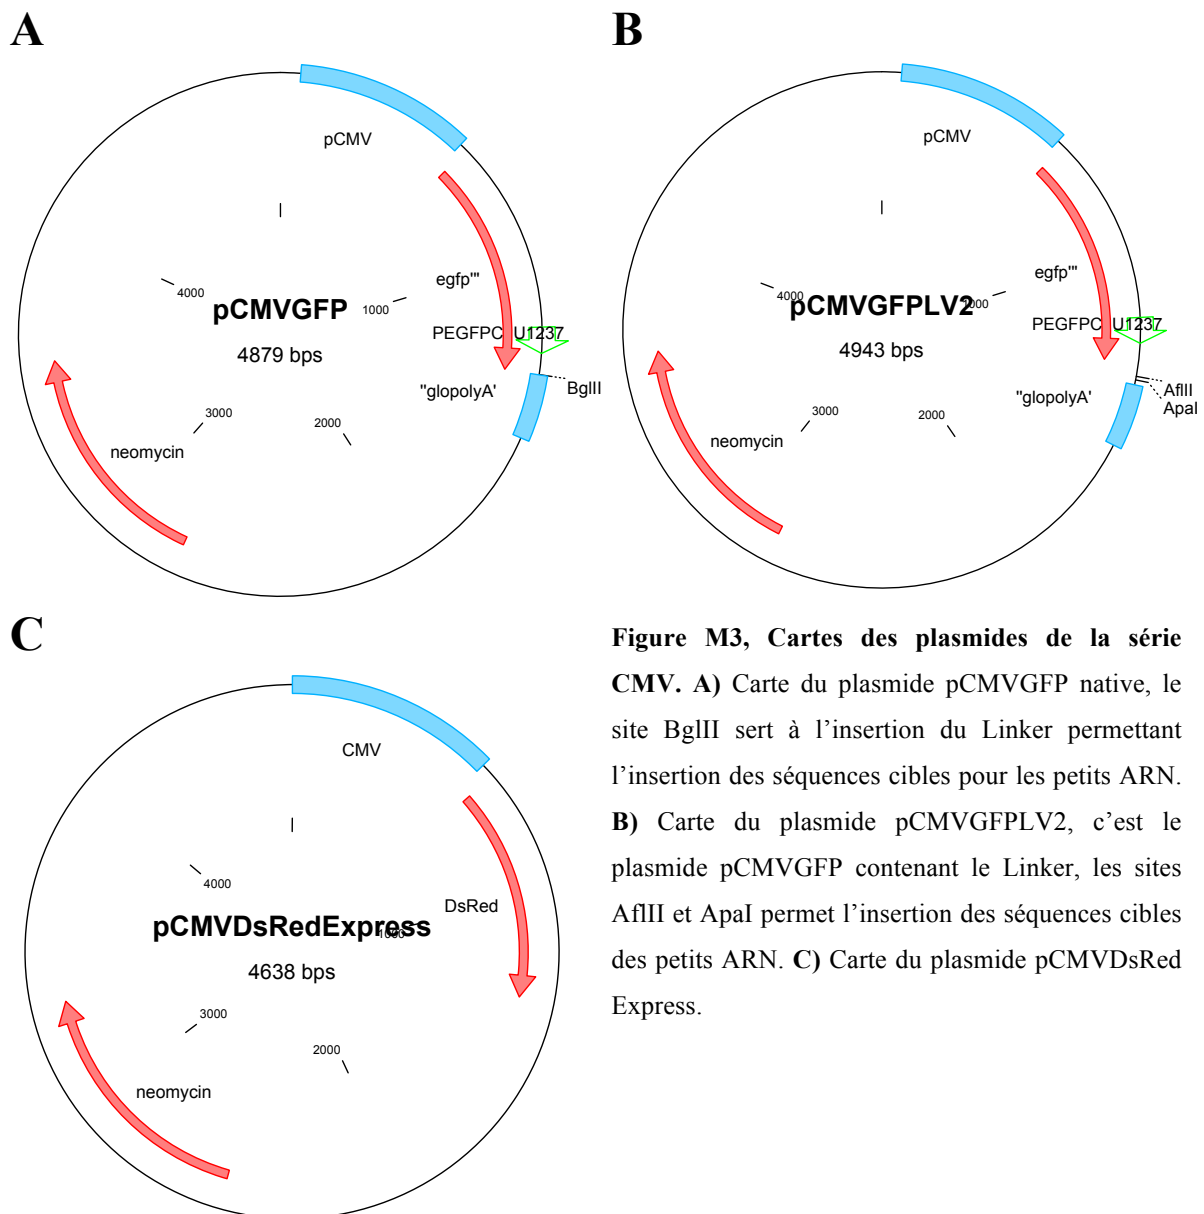 A
pCMV
egfp'"
4000
1000
pCMVGFP
4879 bps
PEGFPC U1237
"glopolyA'
BglII
3000
2000
neomycin
B
pCMV
egfp'"
4000
1000
pCMVGFPLV2
4943 bps
PEGFPC U1237
"glopolyA'
AflII
ApaI
3000
2000
neomycin
C
CMV
4000
DsRed
pCMVDsRedExpress
1000
4638 bps
3000
2000
neomycin
Figure M3, Cartes des plasmides de la série
CMV. A) Carte du plasmide pCMVGFP native, le
site BglII sert à l’insertion du Linker permettant
l’insertion des séquences cibles pour les petits ARN.
B) Carte du plasmide pCMVGFPLV2, c’est le
plasmide pCMVGFP contenant le Linker, les sites
AflII et ApaI permet l’insertion des séquences cibles
des petits ARN. C) Carte du plasmide pCMVDsRed
Express.